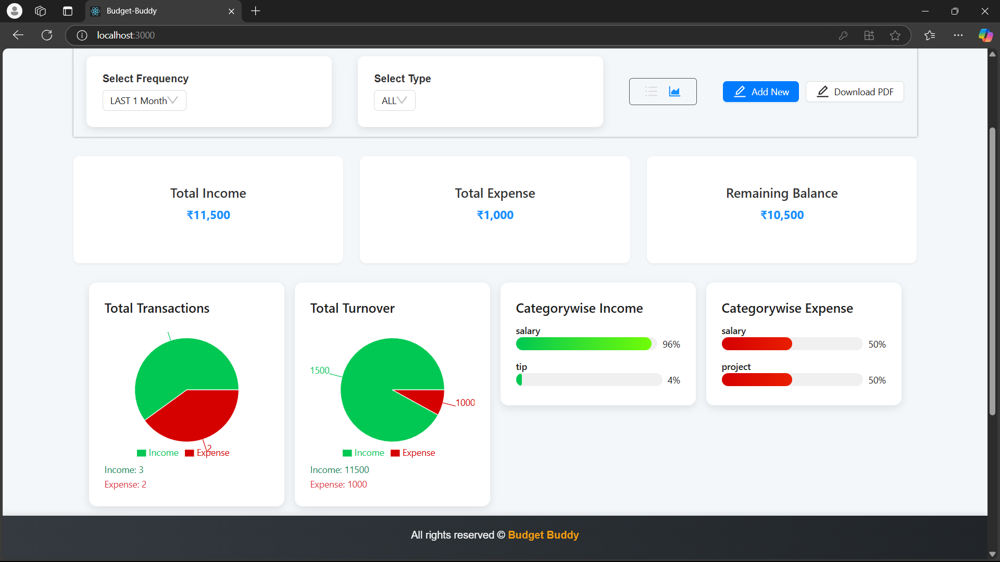 Budget-Buddy
localhost:3000
Select Frequency
LAST 1 Month
Select Type
ALL
Add New
Download PDF
Total Income
₹11,500
Total Expense
₹1,000
Remaining Balance
₹10,500
Total Transactions
2
Income Expense
Income: 3
Expense: 2
Total Turnover
1500
1000
Income Expense
Income: 11500
Expense: 1000
Categorywise Income
salary
96%
tip
4%
Categorywise Expense
salary
50%
project
50%
All rights reserved © Budget Buddy